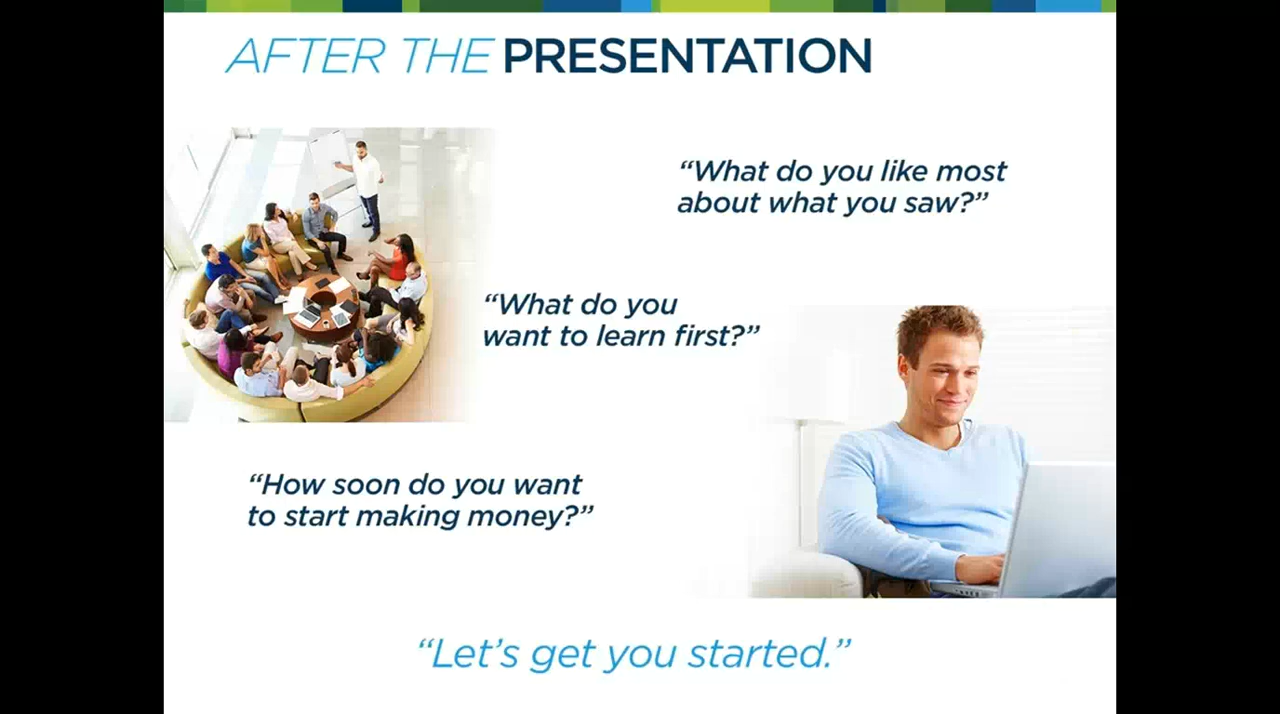 AFTER THE PRESENTATION
“What do you like most
about what you saw?”
“What do you
want to learn first?”
“How soon do you want
to start making money?”
“Let’s get you started.”